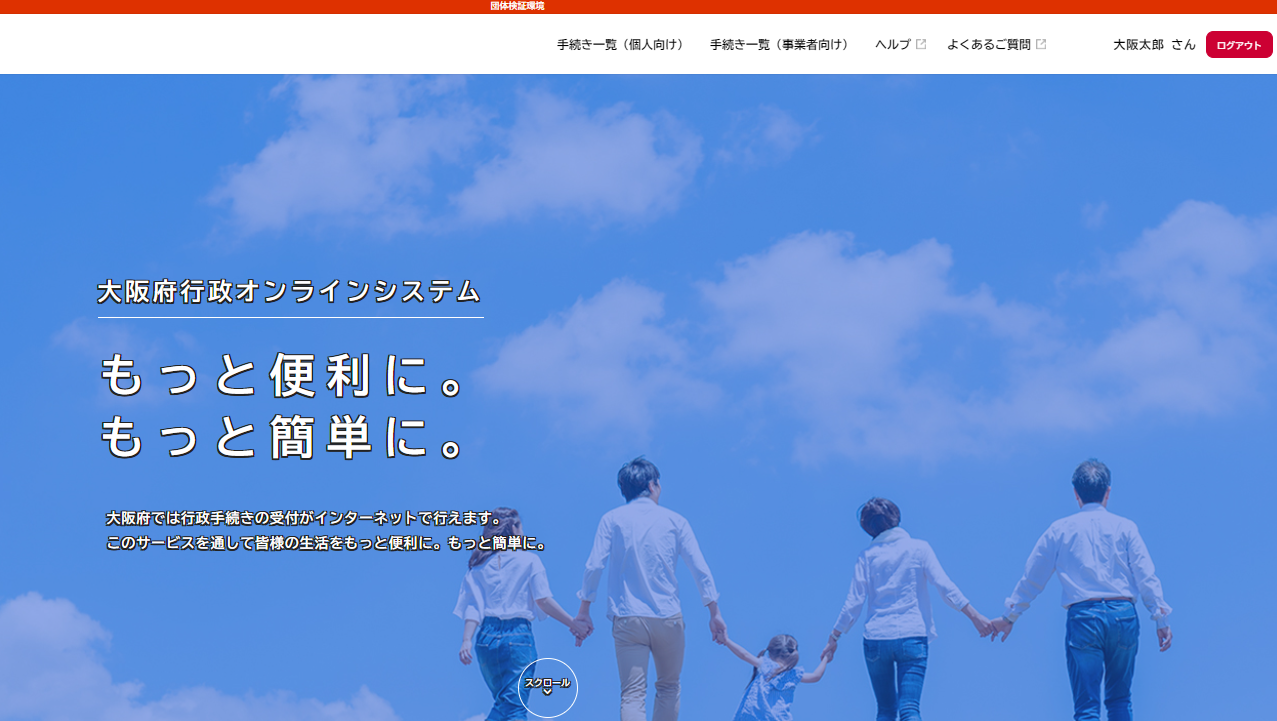 団体検証環境
手続き一覧（個人向け） 手続き一覧（事業者向け） ヘルプ よくあるご質問 大阪太郎 さん ログアウト
大阪府行政オンラインシステム
もっと便利に。
もっと簡単に。
大阪府では行政手続きの受付がインターネットで行えます。
このサービスを通して皆様の生活をもっと便利に。もっと簡単に。
スクロール